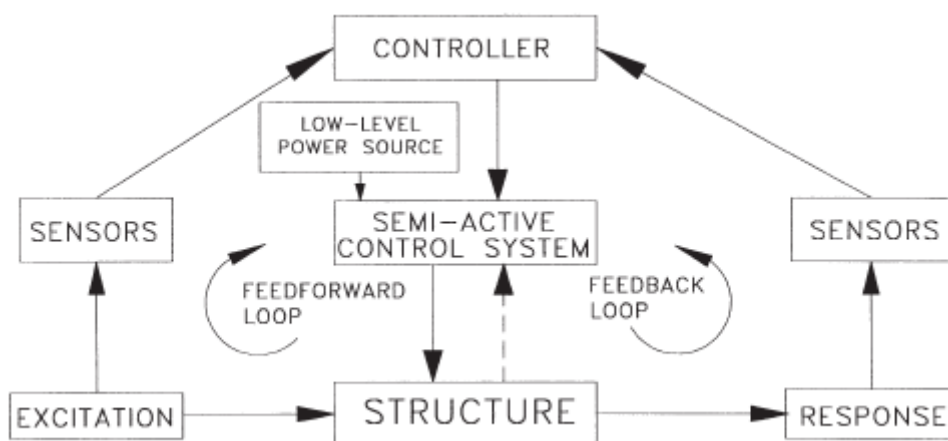 CONTROLLER
LOW-LEVEL
POWER SOURCE
SENSORS
SEMI-ACTIVE
CONTROL SYSTEM
SENSORS
FEEDFORWARD
LOOP
FEEDBACK
LOOP
EXCITATION
STRUCTURE
RESPONSE